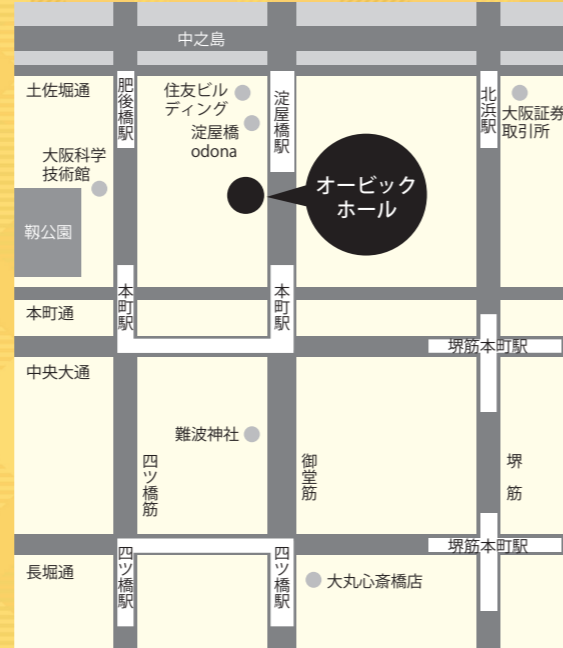 中之島
土佐堀通
肥後橋駅
住友ビル
ディング
淀屋橋
odona
淀屋橋駅
北浜駅
大阪証券
取引所
大阪科学
技術館
オービック
ホール
靱公園
本町駅
本町駅
本町通
堺筋本町駅
中央大通
難波神社
四ツ橋筋
御堂筋
堺筋
堺筋本町駅
四ツ橋駅
四ツ橋駅
長堀通
大丸心斎橋店